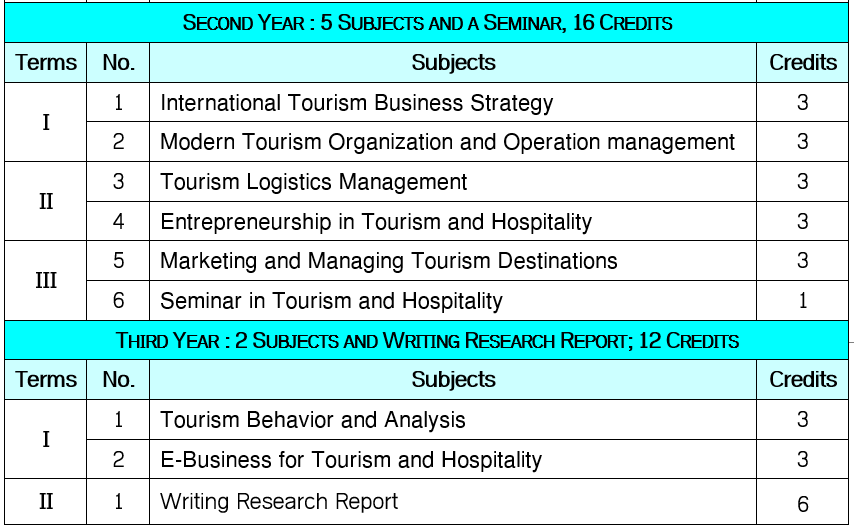 SECOND YEAR : 5 SUBJECTS AND A SEMINAR, 16 CREDITS
Terms No. Subjects Credits
I 1 International Tourism Business Strategy 3
2 Modern Tourism Organization and Operation management 3
II 3 Tourism Logistics Management 3
4 Entrepreneurship in Tourism and Hospitality 3
III 5 Marketing and Managing Tourism Destinations 3
6 Seminar in Tourism and Hospitality 1
THIRD YEAR : 2 SUBJECTS AND WRITING RESEARCH REPORT; 12 CREDITS
Terms No. Subjects Credits
I 1 Tourism Behavior and Analysis 3
2 E-Business for Tourism and Hospitality 3
II 1 Writing Research Report 6